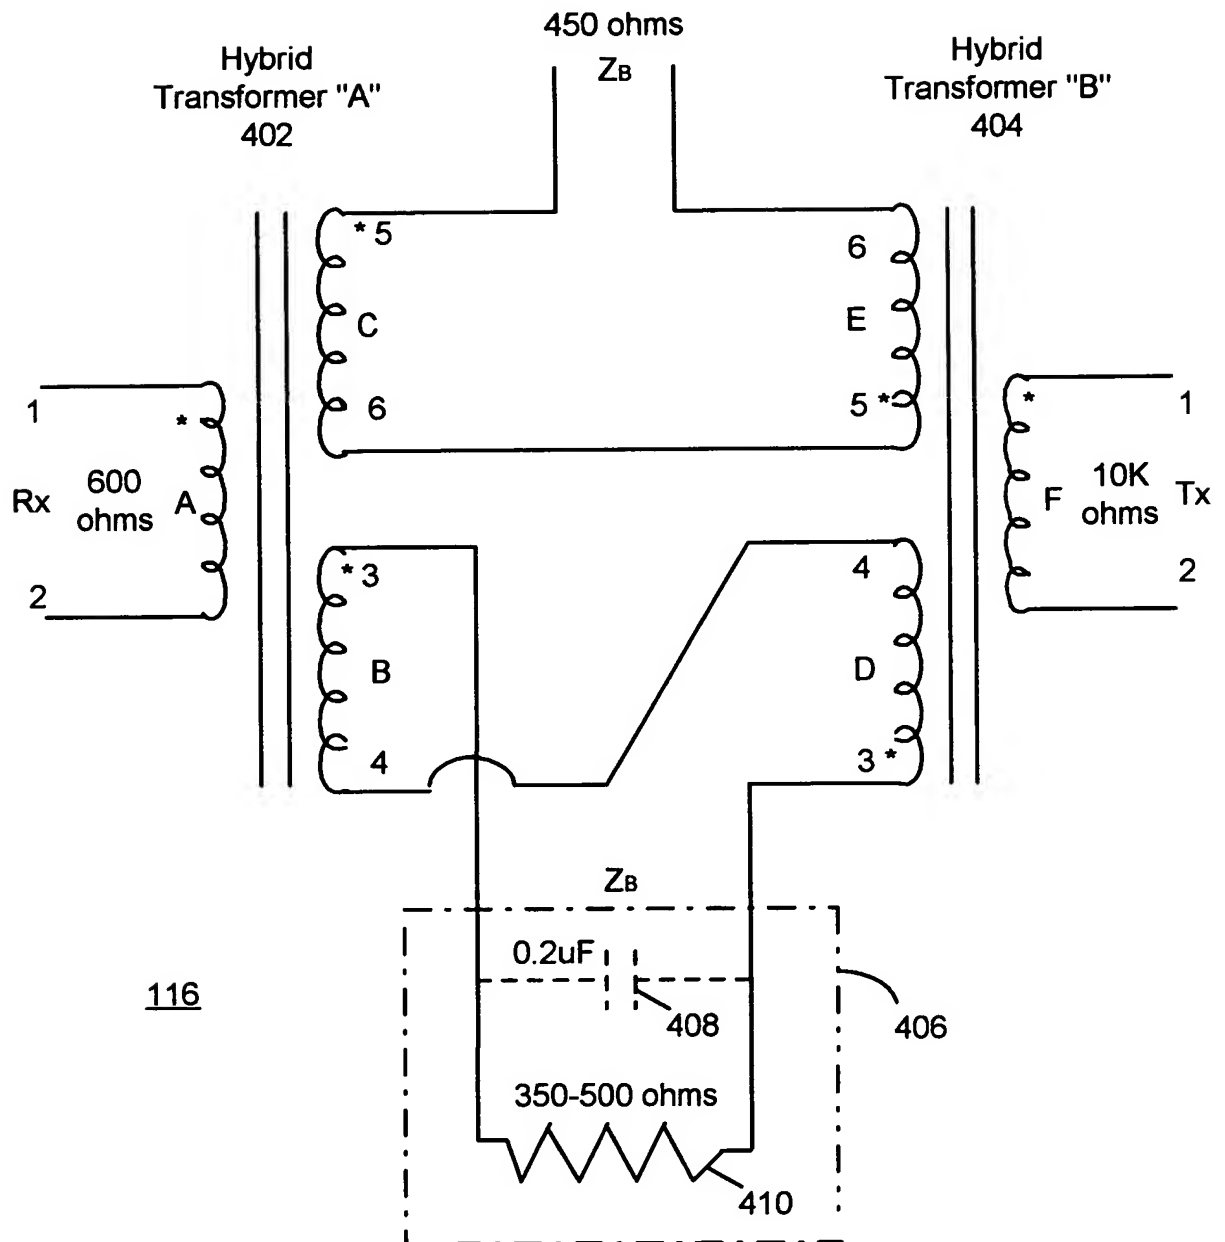 450 ohms
ZB
Hybrid
Transformer "A"
402
Hybrid
Transformer "B"
404
* 5
C
6
6
E
5 *
1
*
Rx
600
ohms
A
2
*
1
F
10K
ohms
Tx
2
* 3
B
4
4
D
3 *
ZB
0.2uF
408
406
116
350-500 ohms
410